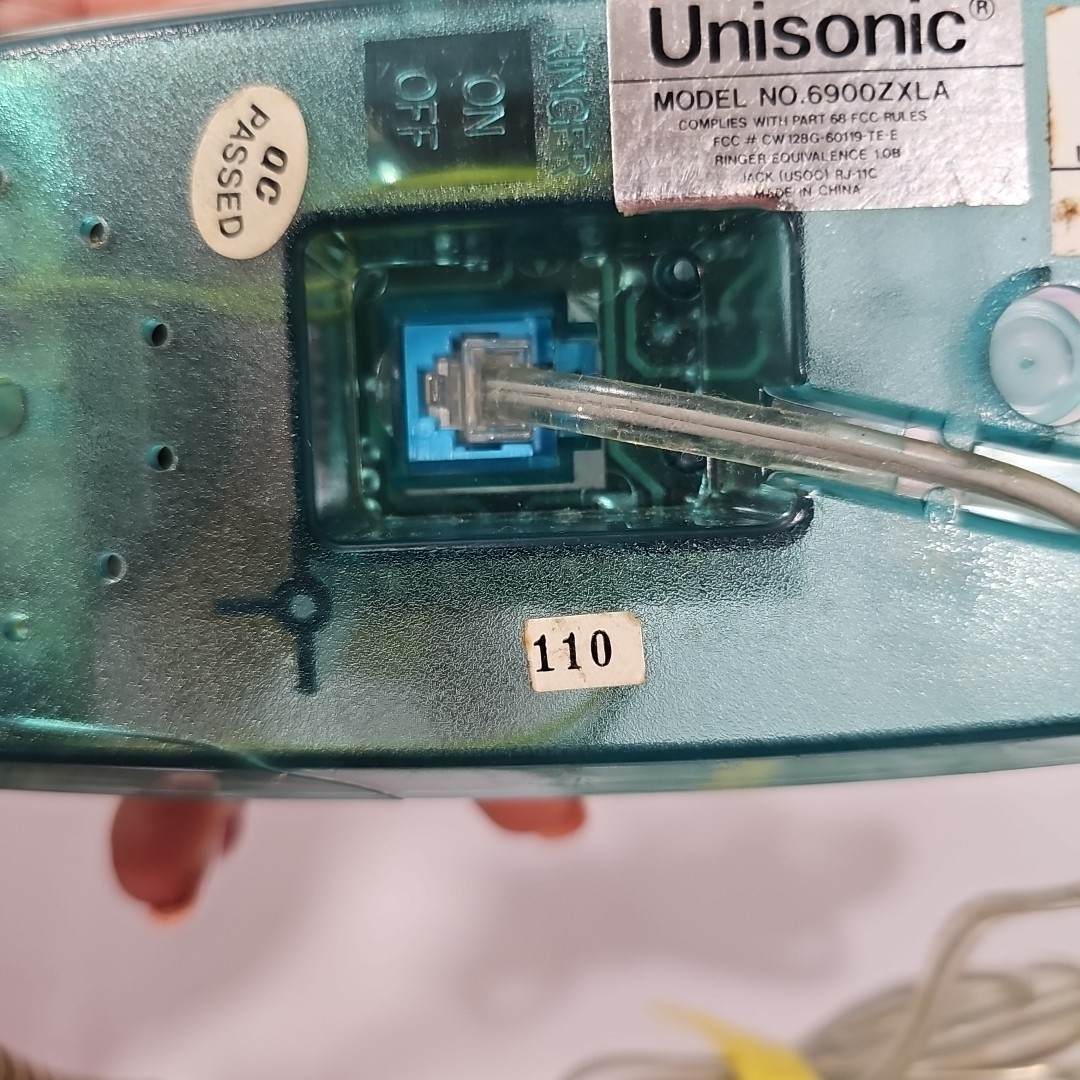 Unisonic®
MODEL NO.6900ZXLA
COMPLIES WITH PART 68 FCC RULES
FCC # CW128G-60119-TE-E
RINGER EQUIVALENCE 1.0B
JACK (USOC) RJ-11C
MADE IN CHINA
RINGER
ON
OFF
QC
PASSED
110